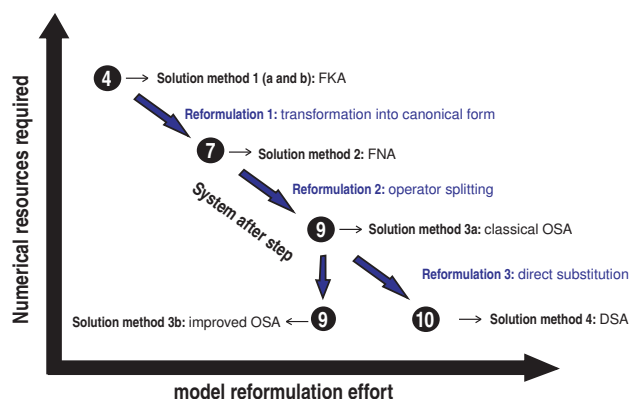 Numerical resources required
4 → Solution method 1 (a and b): FKA
Reformulation 1: transformation into canonical form
7 → Solution method 2: FNA
Reformulation 2: operator splitting
System after step
9 → Solution method 3a: classical OSA
Reformulation 3: direct substitution
Solution method 3b: improved OSA ← 9
10 → Solution method 4: DSA
model reformulation effort